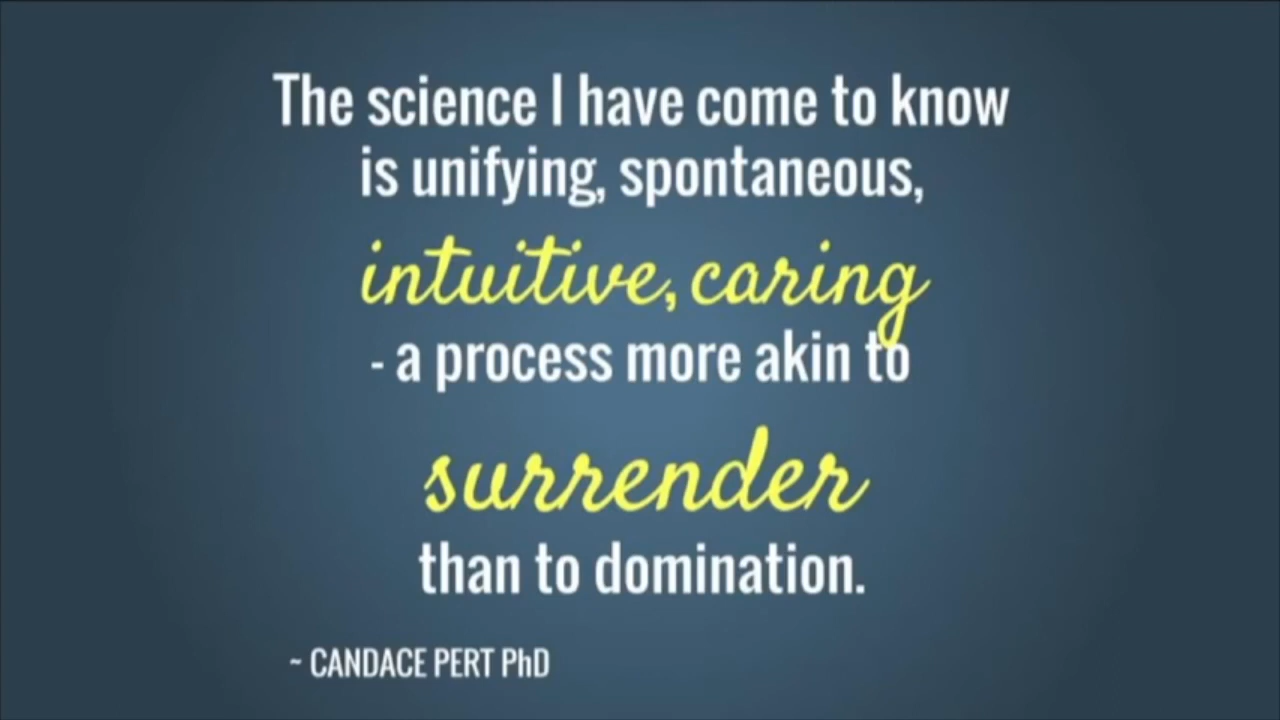 The science I have come to know
is unifying, spontaneous,
intuitive, caring
- a process more akin to
surrender
than to domination.
~ CANDACE PERT PhD